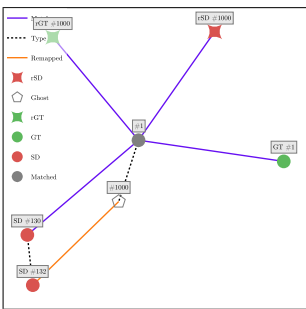 rGT #1000
rSD #1000
Type
Remapped
rSD
Ghost
rGT
GT
SD
Matched
#1
GT #1
#1000
SD #130
SD #132